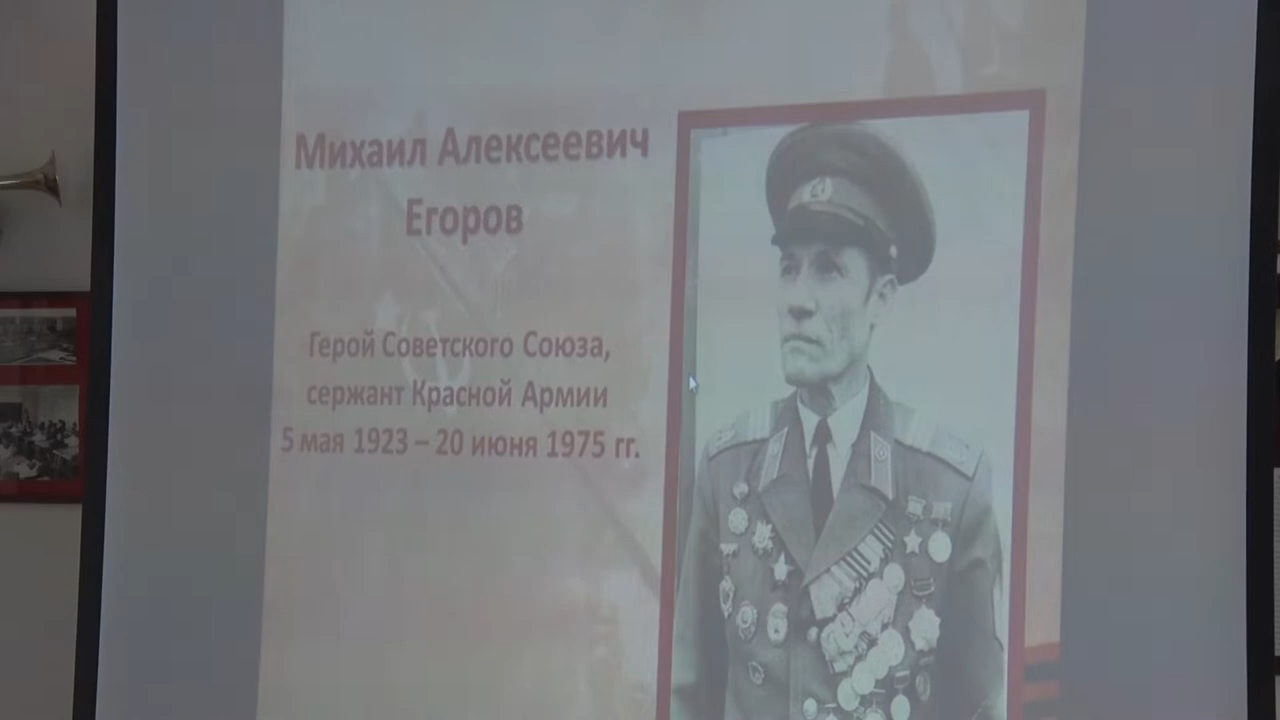 Михаил Алексеевич
Егоров
Герой Советского Союза,
сержант Красной Армии
5 мая 1923 – 20 июня 1975 гг.